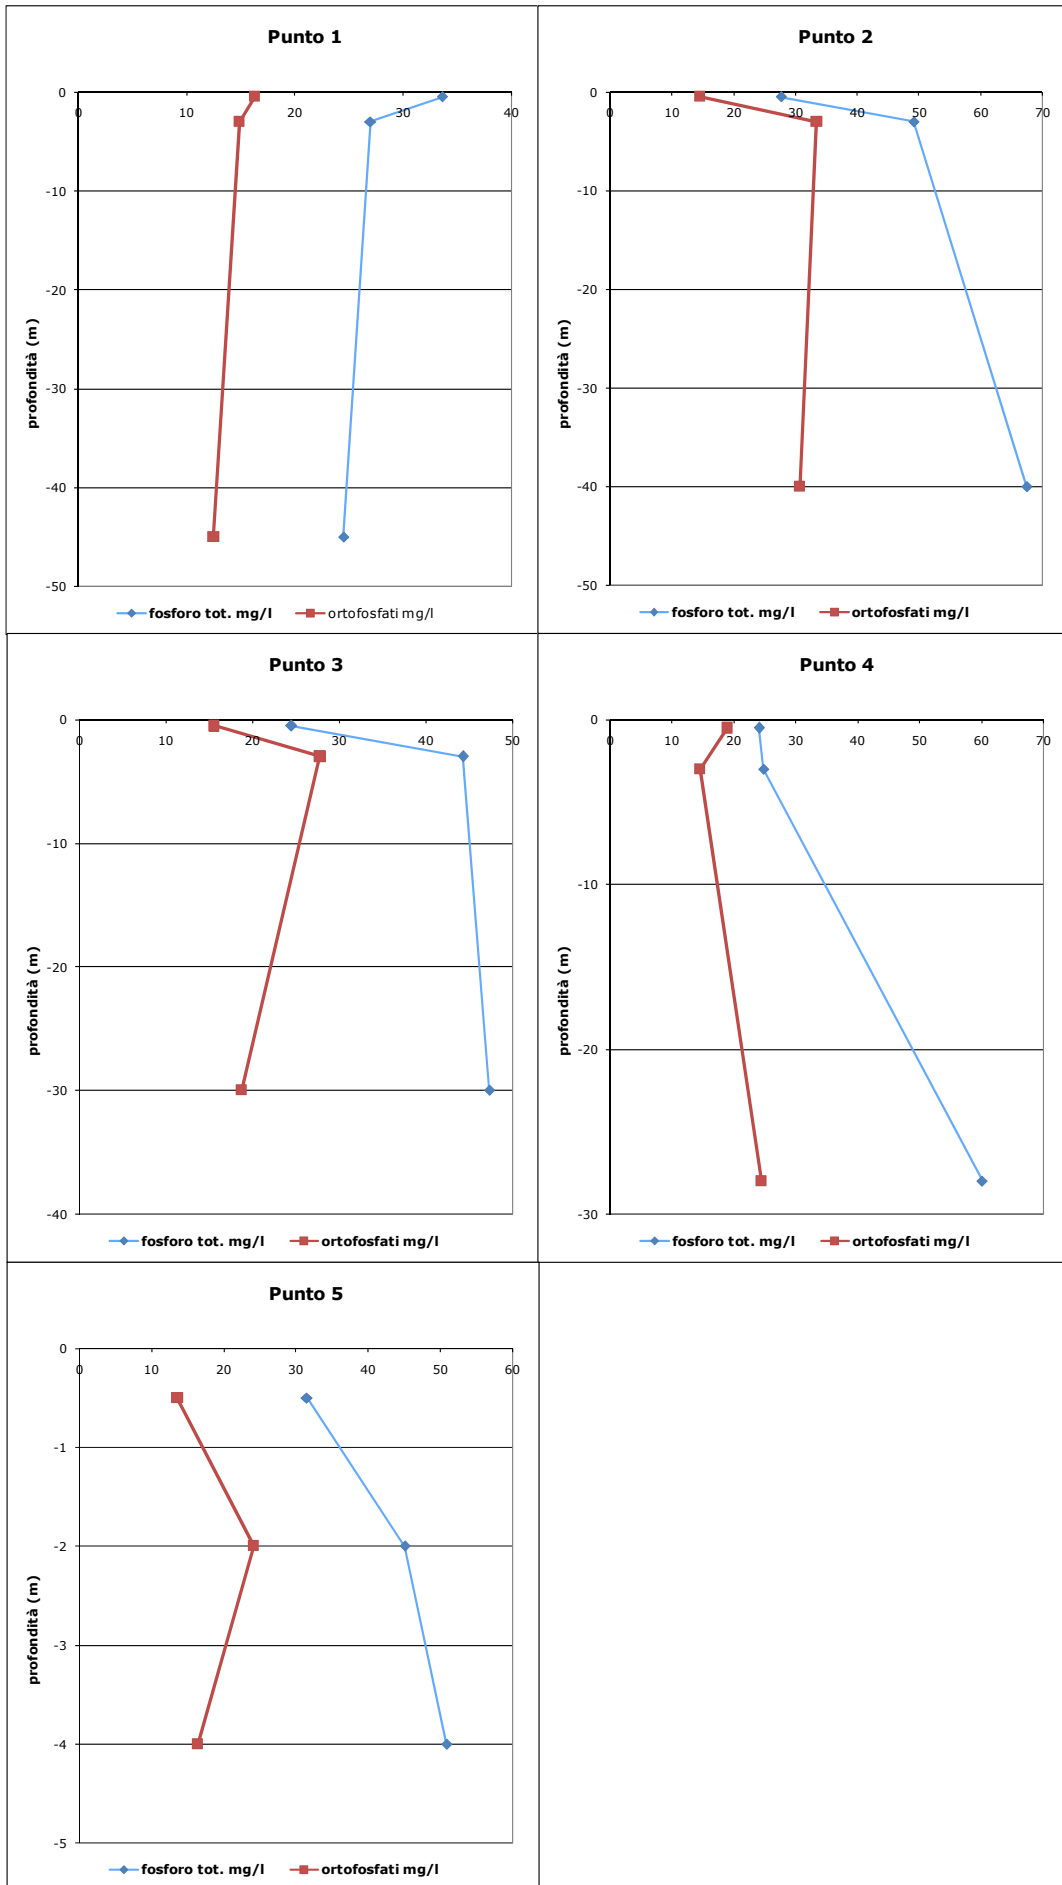 Punto 1
0
0 10 20 30 40
-10
-20
-30
-40
-50
profondità (m)
fosforo tot. mg/l ortofosfati mg/l
Punto 2
0
0 10 20 30 40 50 60 70
-10
-20
-30
-40
-50
profondità (m)
fosforo tot. mg/l ortofosfati mg/l
Punto 3
0
0 10 20 30 40 50
-10
-20
-30
-40
profondità (m)
fosforo tot. mg/l ortofosfati mg/l
Punto 4
0
0 10 20 30 40 50 60 70
-10
-20
-30
profondità (m)
fosforo tot. mg/l ortofosfati mg/l
Punto 5
0
0 10 20 30 40 50 60
-1
-2
-3
-4
-5
profondità (m)
fosforo tot. mg/l ortofosfati mg/l